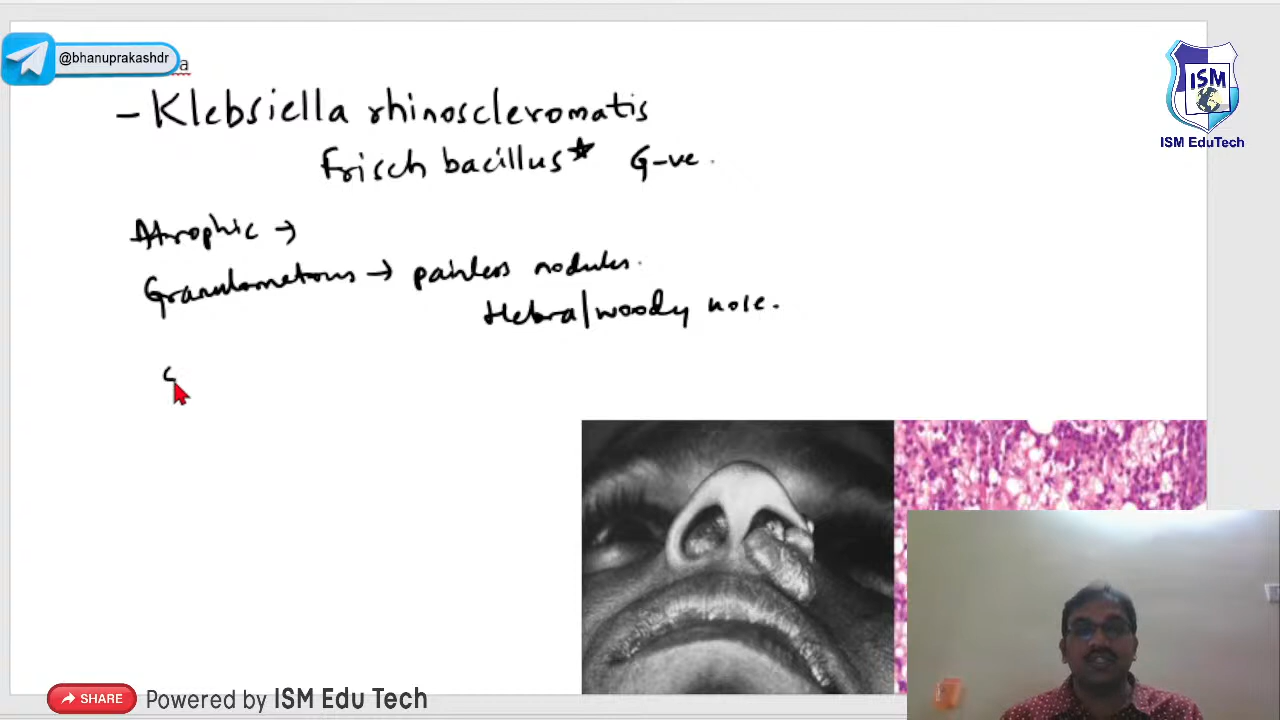 @bhanuprakashdr
a
- Klebsiella rhinoscleromatis
Frisch bacillus* G-ve.
Atrophic →
Granulomatous → painless nodules.
Hebra/woody nose.
ISM
ISM EduTech
SHARE
Powered by ISM Edu Tech